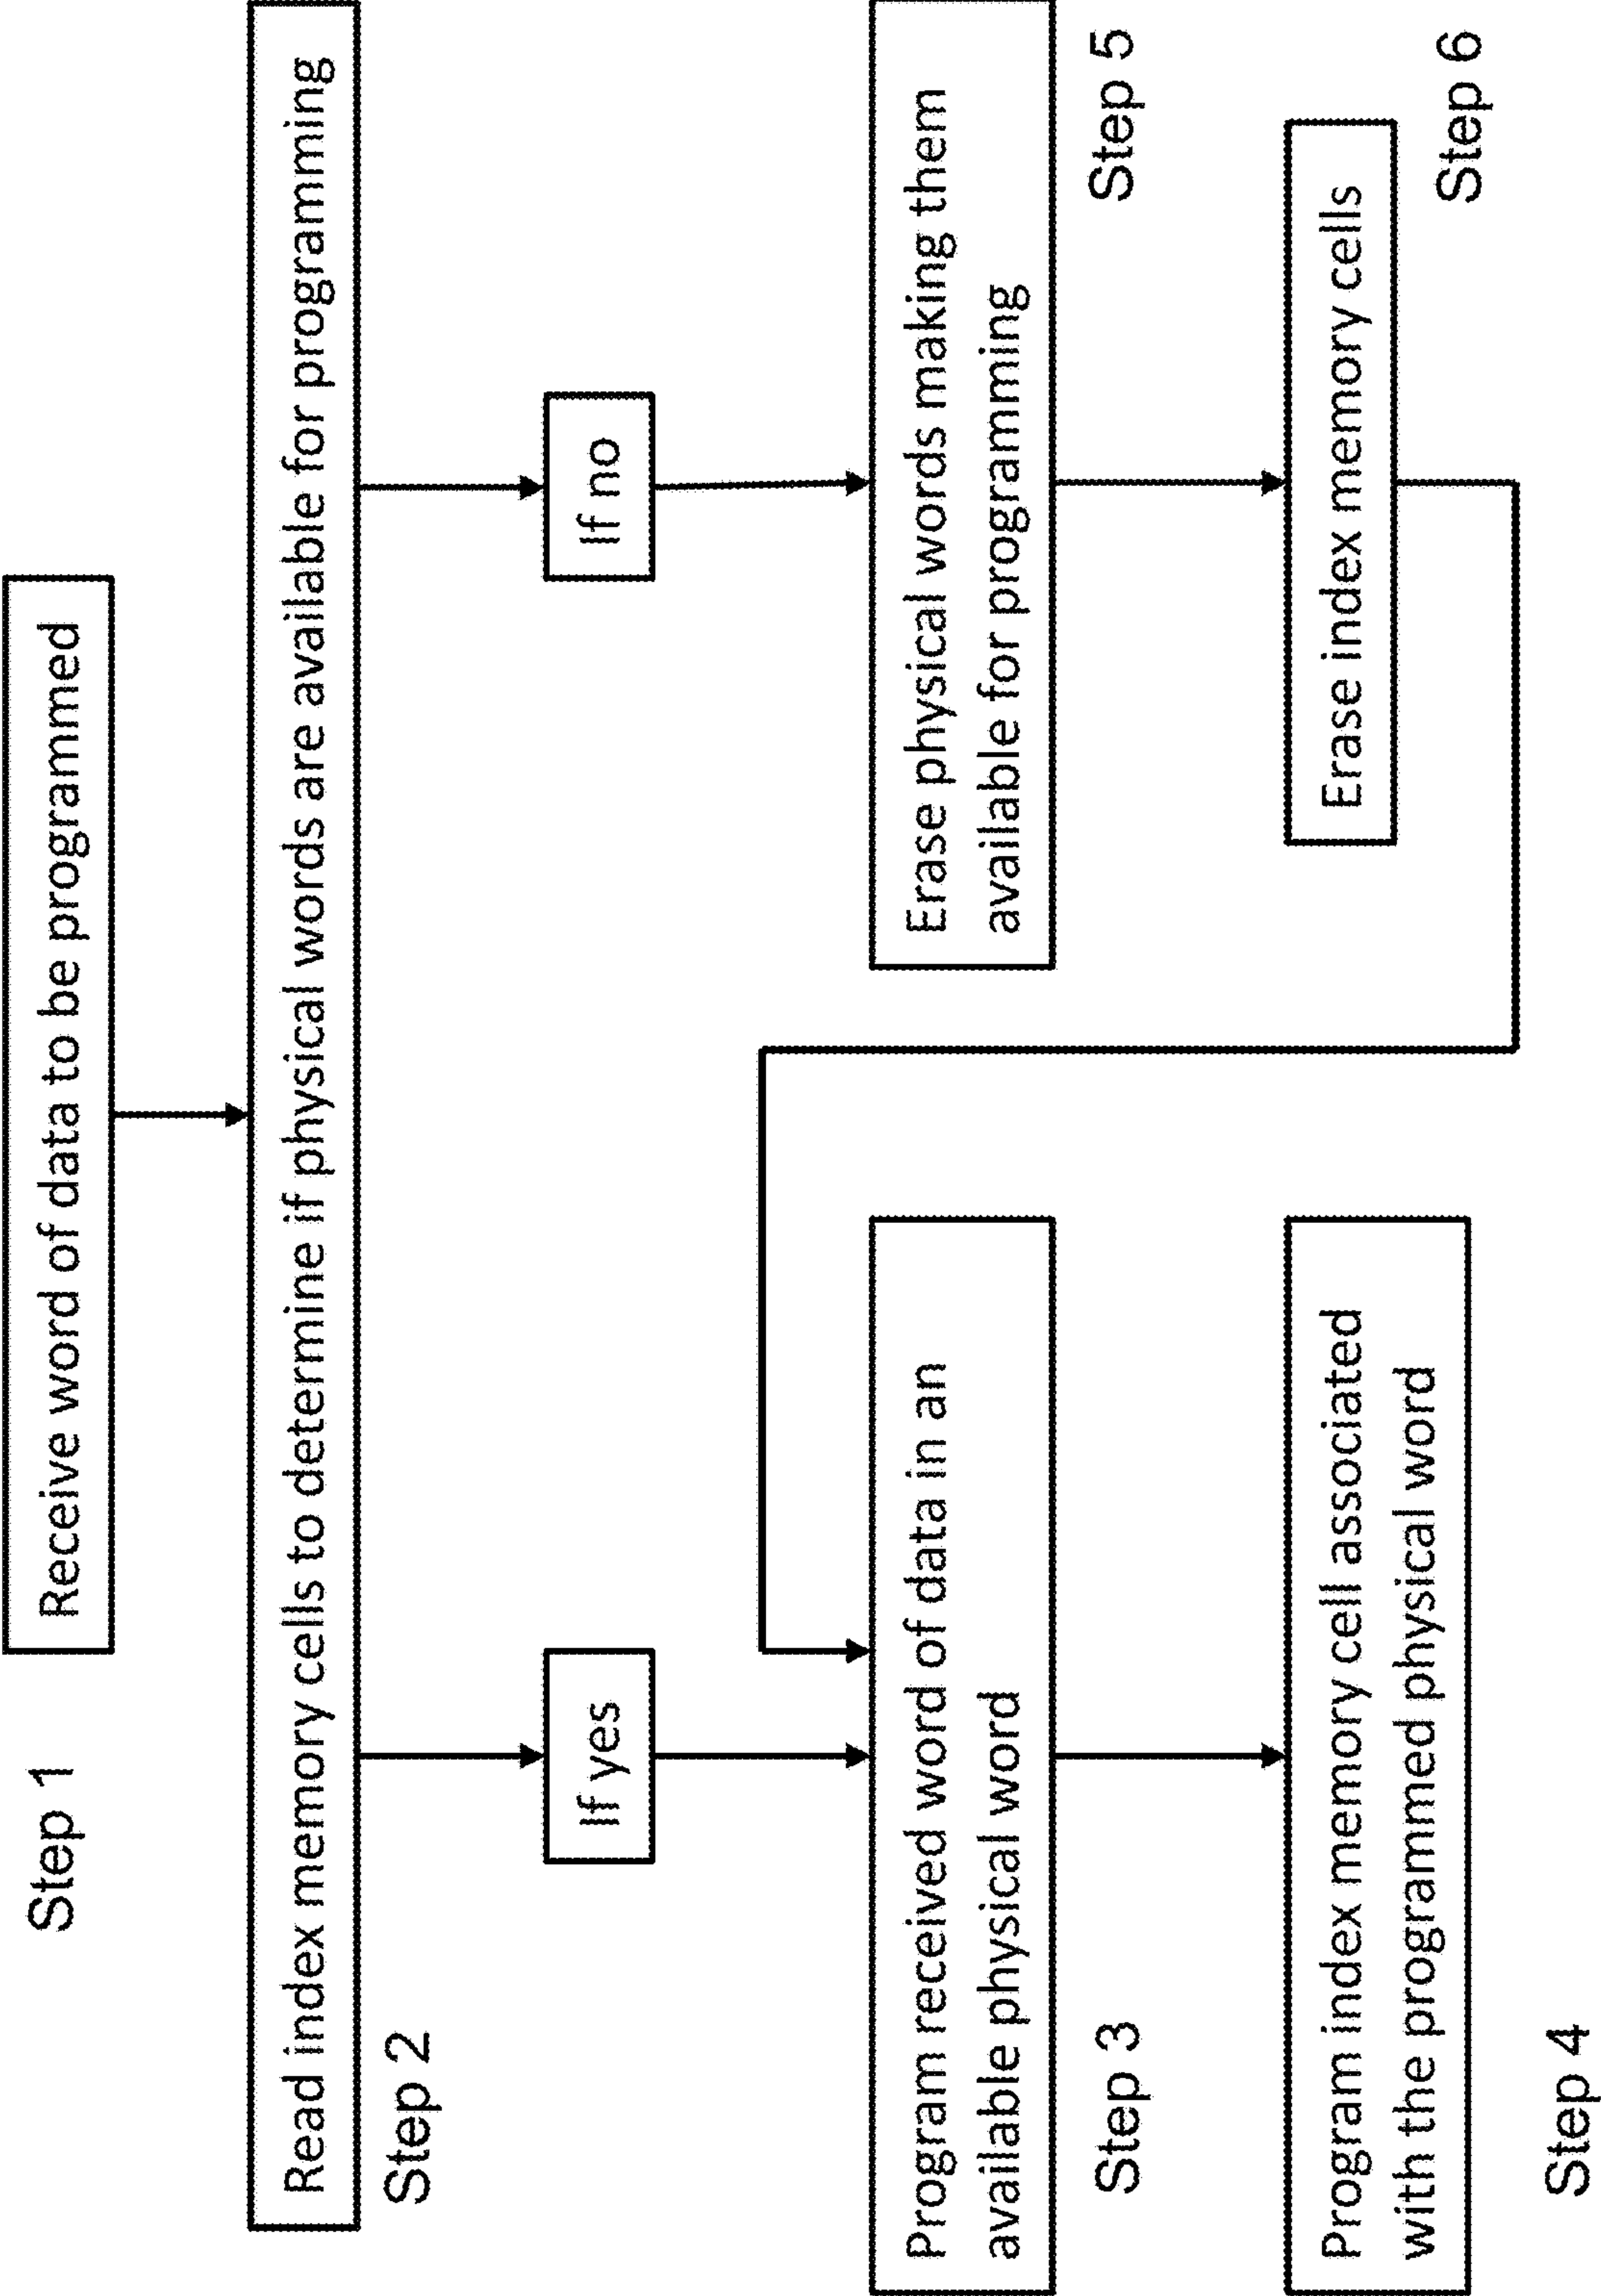 Step 1
Receive word of data to be programmed
Read index memory cells to determine if physical words are available for programming
Step 2
If yes
If no
Program received word of data in an
available physical word
Step 3
Erase physical words making them
available for programming
Step 5
Program index memory cell associated
with the programmed physical word
Step 4
Erase index memory cells
Step 6